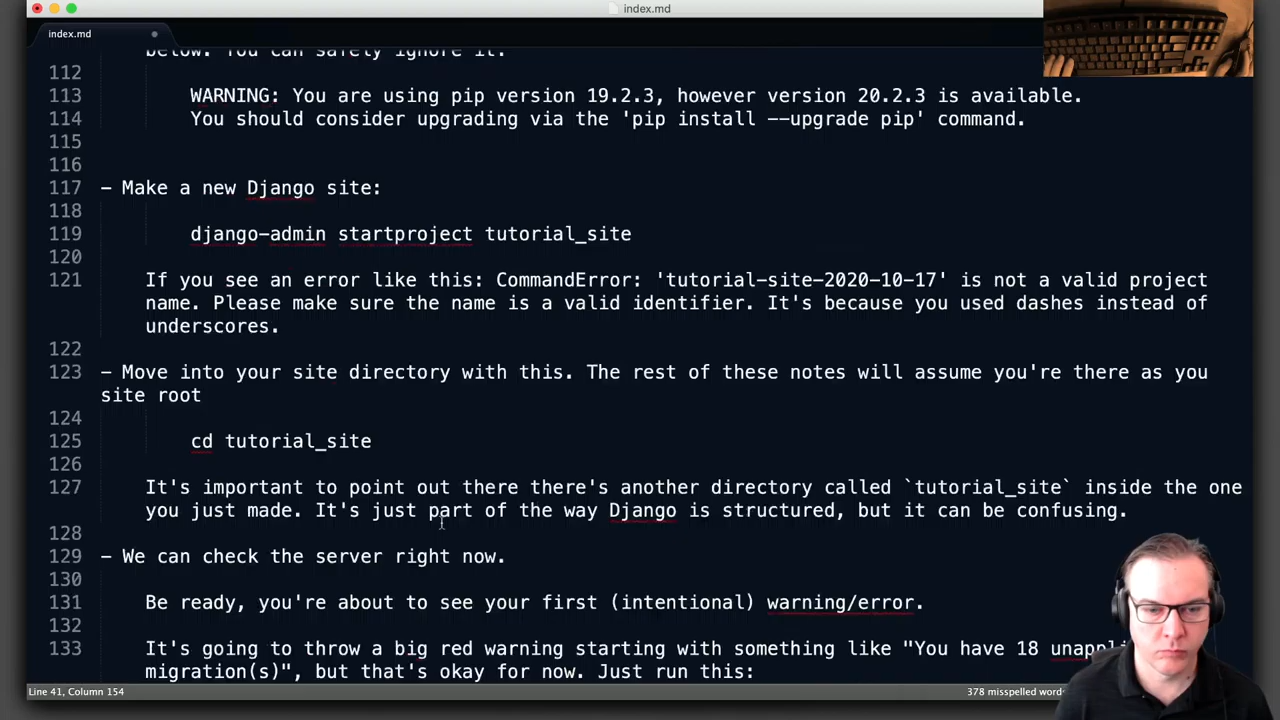 index.md
index.md
below. You can safely ignore it.
112
113 WARNING: You are using pip version 19.2.3, however version 20.2.3 is available.
114 You should consider upgrading via the 'pip install --upgrade pip' command.
115
116
117 - Make a new Django site:
118
119 django-admin startproject tutorial_site
120
121 If you see an error like this: CommandError: 'tutorial-site-2020-10-17' is not a valid project
name. Please make sure the name is a valid identifier. It's because you used dashes instead of
underscores.
122
123 - Move into your site directory with this. The rest of these notes will assume you're there as you
site root
124
125 cd tutorial_site
126
127 It's important to point out there there's another directory called `tutorial_site` inside the one
you just made. It's just part of the way Django is structured, but it can be confusing.
128
129 - We can check the server right now.
130
131 Be ready, you're about to see your first (intentional) warning/error.
132
133 It's going to throw a big red warning starting with something like "You have 18
migration(s)", but that's okay for now. Just run this:
Line 41, Column 154
378 misspelled